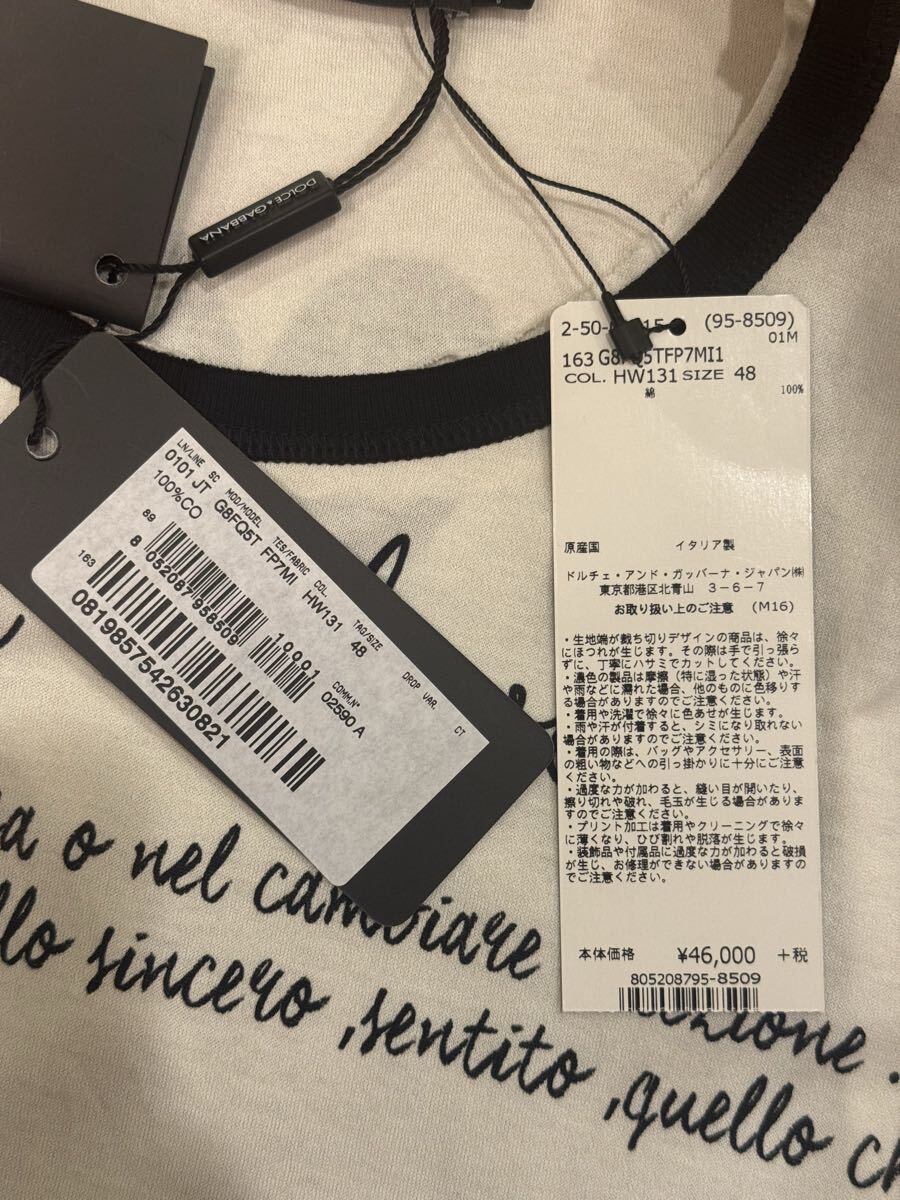 DOLCE & GABBANA
LN/LINE SC MOD/MODEL TES/FABRIC COL. TAQ/SIZE DROP VAR. CT
0101 JT G8FQ5T FP7MI HW131 48
100%CO COMM.N° 02590 A
89
8 052087 958509 10001
163
0819857542630821
2-50- 15 (95-8509)
01M
163 G8FQ5TFP7MI1
COL. HW131 SIZE 48
綿 100%
原産国 イタリア製
ドルチェ・アンド・ガッバーナ・ジャパン㈱
東京都港区北青山 3-6-7
お取り扱い上のご注意 (M16)
・生地端が裁ち切りデザインの商品は、徐々
にほつれが生じます。その際は手で引っ張ら
ずに、丁寧にハサミでカットしてください。
・濃色の製品は摩擦（特に湿った状態）や汗
や雨などに濡れた場合、他のものに色移りす
る場合がありますのでご注意ください。
・着用や洗濯で徐々に色あせが生じます。
・雨や汗が付着すると、シミになり取れない
場合がありますのでご注意ください。
・着用の際は、バッグやアクセサリー、表面
の粗い物などへの引っ掛かりに十分にご注意
ください。
・過度な力が加わると、縫い目が開いたり、
擦り切れや破れ、毛玉が生じる場合がありま
すのでご注意ください。
・プリント加工は着用やクリーニングで徐々
に薄くなり、ひび割れや脱落が生じます。
・装飾品や付属品に過度な力が加わると破損
が生じ、お修理ができない場合があります
のでご注意ください。
本体価格 ¥46,000 +税
805208795-8509
a o nel cambiare azione .
llo sincero ,sentito ,quello ch